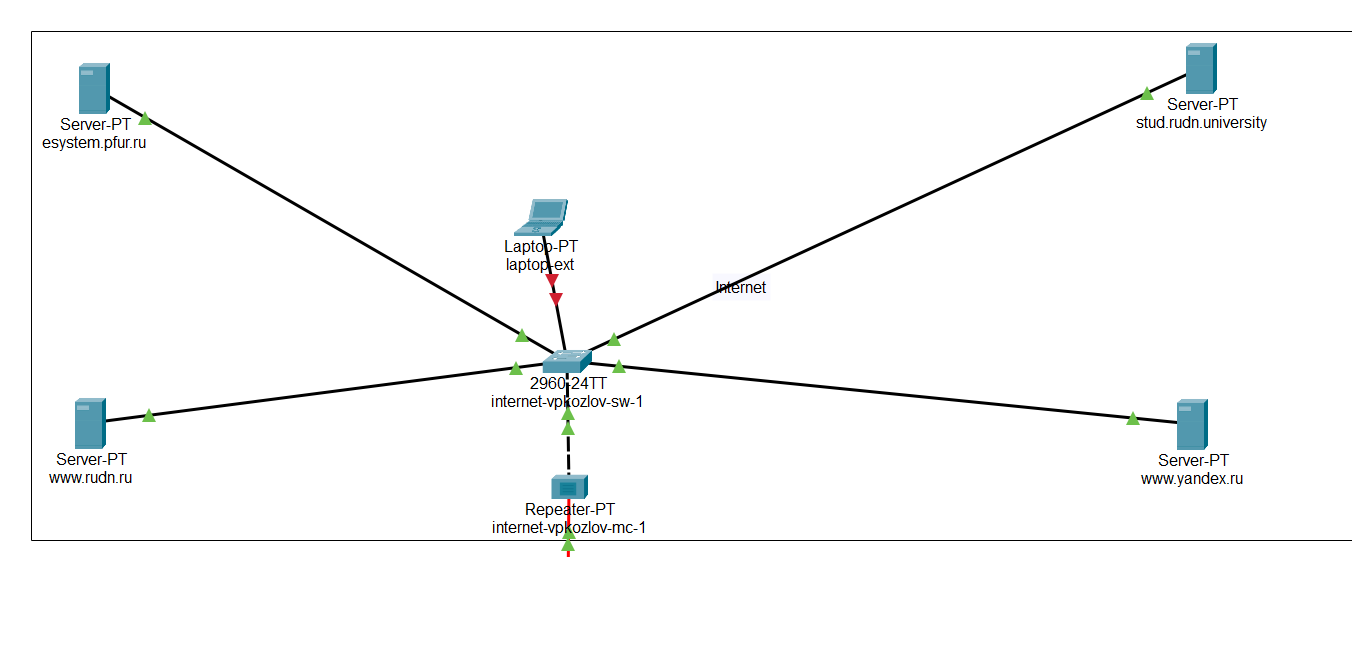 Server-PT
esystem.pfur.ru
Server-PT
stud.rudn.university
Laptop-PT
laptop-ext
Internet
2960-24TT
internet-vpkozlov-sw-1
Server-PT
www.rudn.ru
Server-PT
www.yandex.ru
Repeater-PT
internet-vpkozlov-mc-1